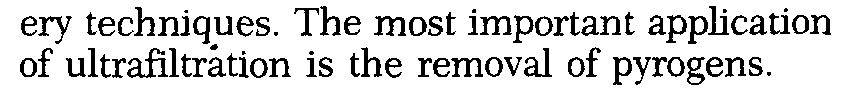 ery techniques. The most important application
of ultrafiltration is the removal of pyrogens.